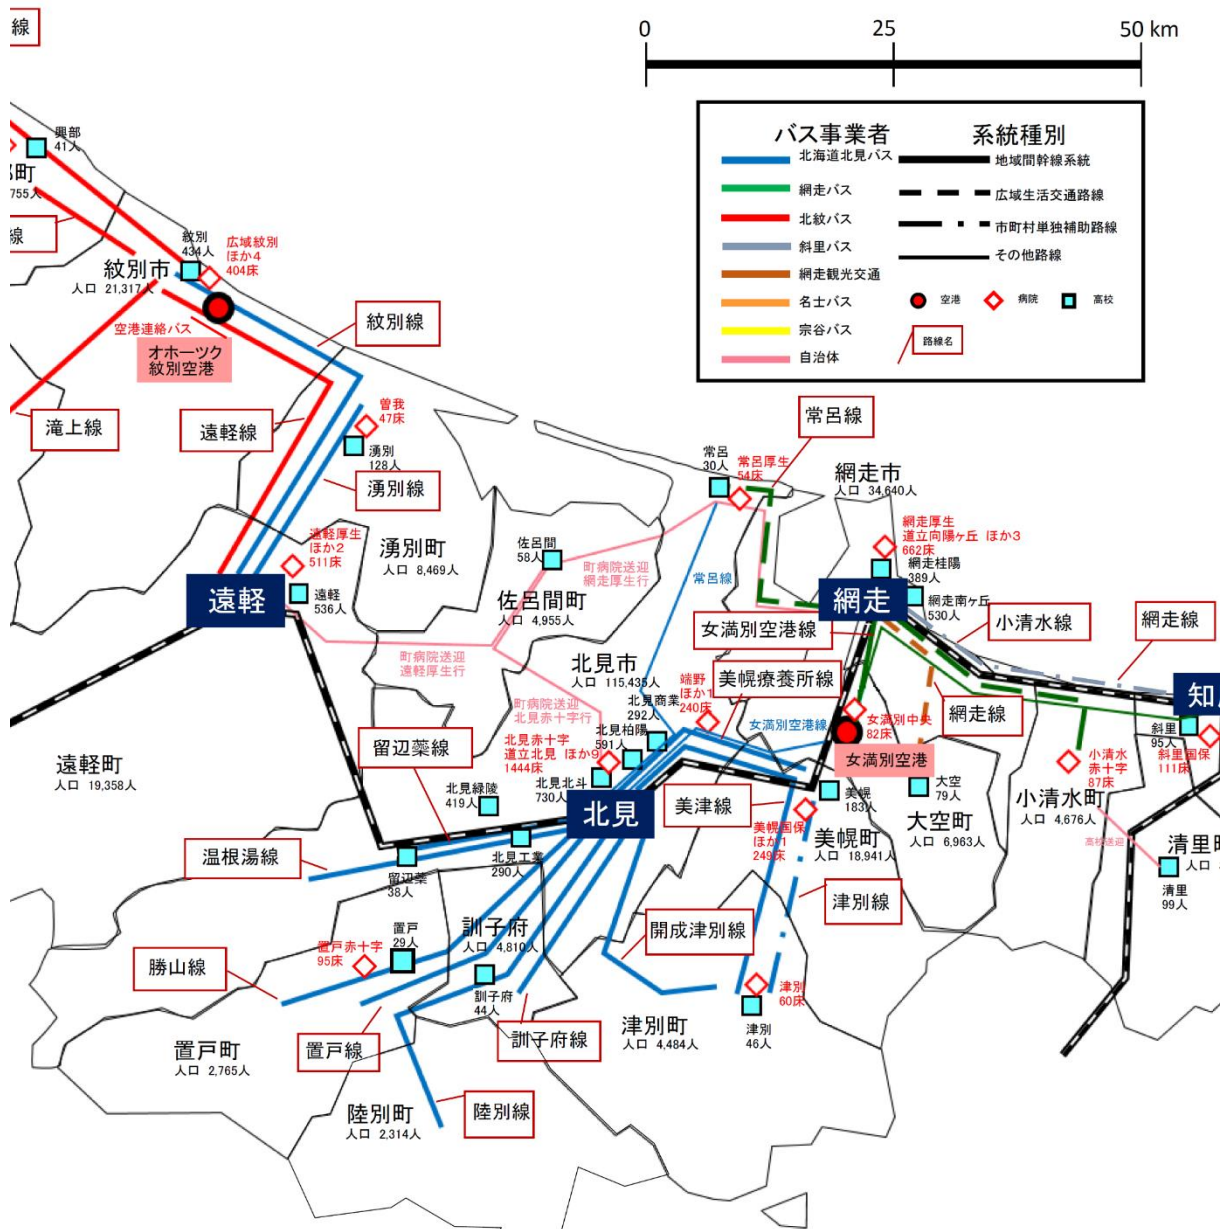 線
0
25
50 km
バス事業者
系統種別
北海道北見バス
地域間幹線系統
網走バス
広域生活交通路線
北紋バス
市町村単独補助路線
斜里バス
その他路線
網走観光交通
名士バス
空港
病院
高校
宗谷バス
自治体
路線名
興部
41人
町
755人
線
紋別
434人
広域紋別
ほか4
404床
紋別市
人口 21,317人
空港連絡バス
オホーツク
紋別空港
紋別線
滝上線
遠軽線
曽我
47床
湧別
128人
湧別線
常呂線
常呂
30人
常呂厚生
54床
網走市
人口 34,640人
網走厚生
道立向陽ヶ丘 ほか3
662床
網走桂陽
389人
網走南ヶ丘
530人
遠軽厚生
ほか2
511床
遠軽
536人
遠軽
湧別町
人口 8,469人
佐呂間
58人
佐呂間町
人口 4,955人
町病院送迎
網走厚生行
常呂線
網走
小清水線
網走線
女満別空港線
町病院送迎
遠軽厚生行
町病院送迎
北見赤十字行
北見市
人口 115,435人
端野
ほか1
240床
美幌療養所線
北見商業
292人
北見柏陽
591人
女満別空港線
女満別中央
82床
女満別空港
網走線
斜里
95人
斜里国保
111床
遠軽町
人口 19,358人
留辺蘂線
北見赤十字
道立北見 ほか9
1444床
北見緑陵
419人
北見北斗
730人
北見
美津線
美幌
183人
大空
79人
小清水
赤十字
87床
小清水町
人口 4,676人
温根湯線
留辺蘂
38人
北見工業
290人
美幌国保
ほか1
249床
美幌町
人口 18,941人
大空町
人口 6,963人
高校送迎
清里
人口
清里
99人
津別線
開成津別線
勝山線
置戸赤十字
95床
置戸
29人
訓子府
人口 4,810人
訓子府
44人
置戸町
人口 2,765人
置戸線
訓子府線
津別町
人口 4,484人
津別
60床
津別
46人
陸別町
人口 2,314人
陸別線